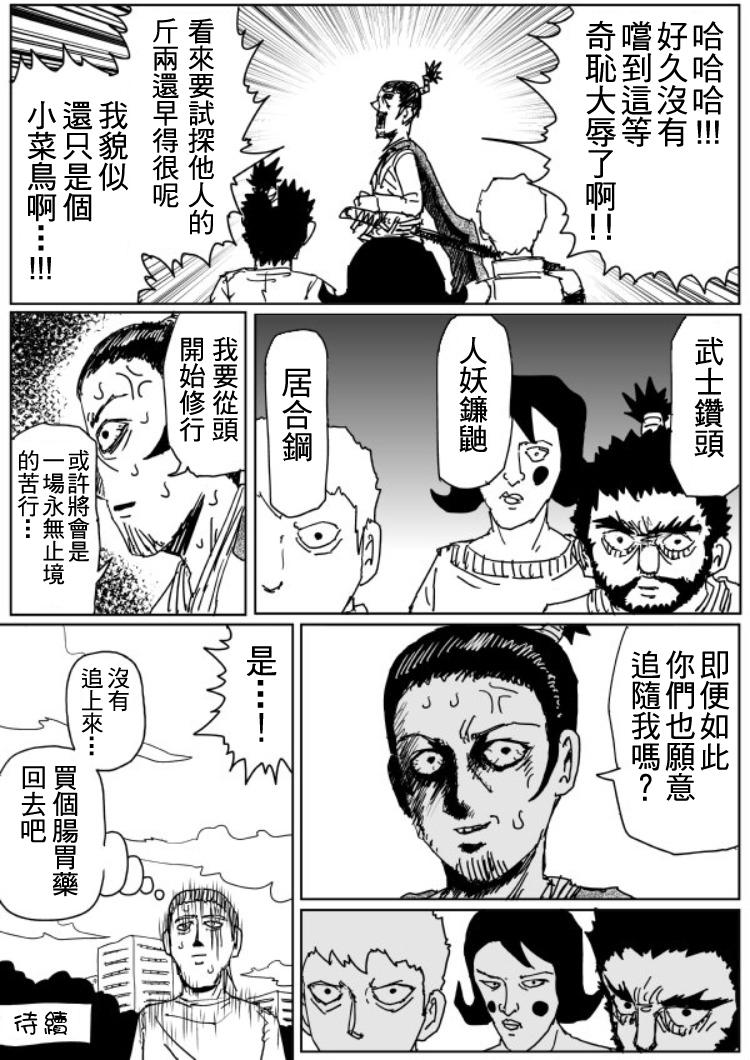 哈哈哈!!!
好久沒有
嚐到這等
奇恥大辱了啊!!
看來要試探他人的
斤兩還早得很呢
我貌似
還只是個
小菜鳥啊…!!!
武士鑽頭
人妖鐮鼬
居合鋼
我要從頭
開始修行
或許將會是
一場永無止境
的苦行…
即便如此
你們也願意
追隨我嗎?
是…!
沒有
追上來…
買個腸胃藥
回去吧
待續